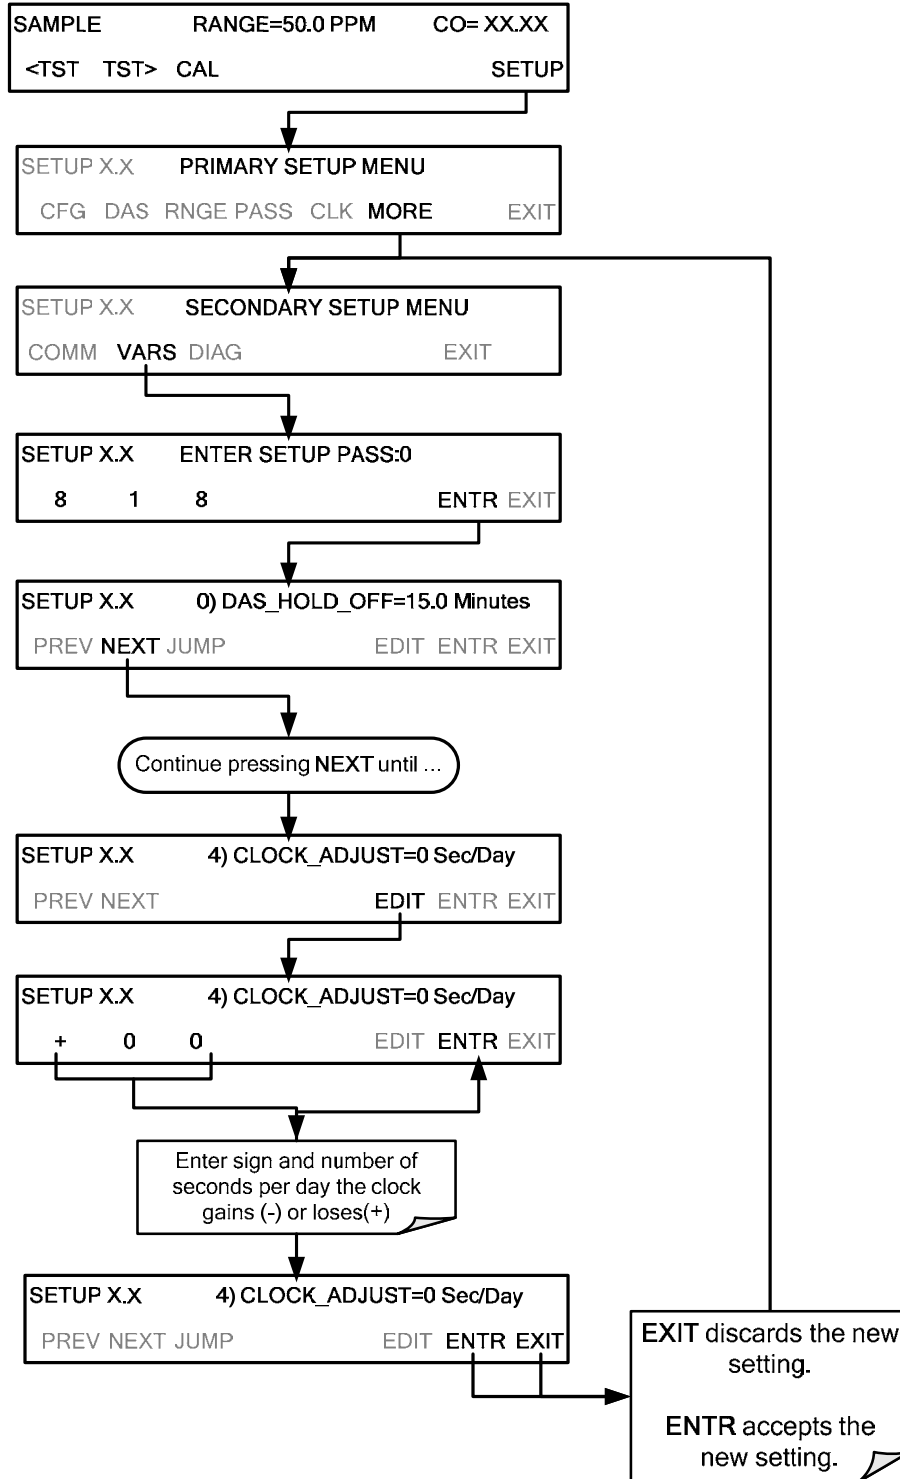 SAMPLE RANGE=50.0 PPM CO= XX.XX
<TST TST> CAL SETUP
SETUP X.X PRIMARY SETUP MENU
CFG DAS RNGE PASS CLK MORE EXIT
SETUP X.X SECONDARY SETUP MENU
COMM VARS DIAG EXIT
SETUP X.X ENTER SETUP PASS:0
8 1 8 ENTR EXIT
SETUP X.X 0) DAS_HOLD_OFF=15.0 Minutes
PREV NEXT JUMP EDIT ENTR EXIT
Continue pressing NEXT until ...
SETUP X.X 4) CLOCK_ADJUST=0 Sec/Day
PREV NEXT EDIT ENTR EXIT
SETUP X.X 4) CLOCK_ADJUST=0 Sec/Day
+ 0 0 EDIT ENTR EXIT
Enter sign and number of
seconds per day the clock
gains (-) or loses(+)
SETUP X.X 4) CLOCK_ADJUST=0 Sec/Day
PREV NEXT JUMP EDIT ENTR EXIT
EXIT discards the new
setting.
ENTR accepts the
new setting.